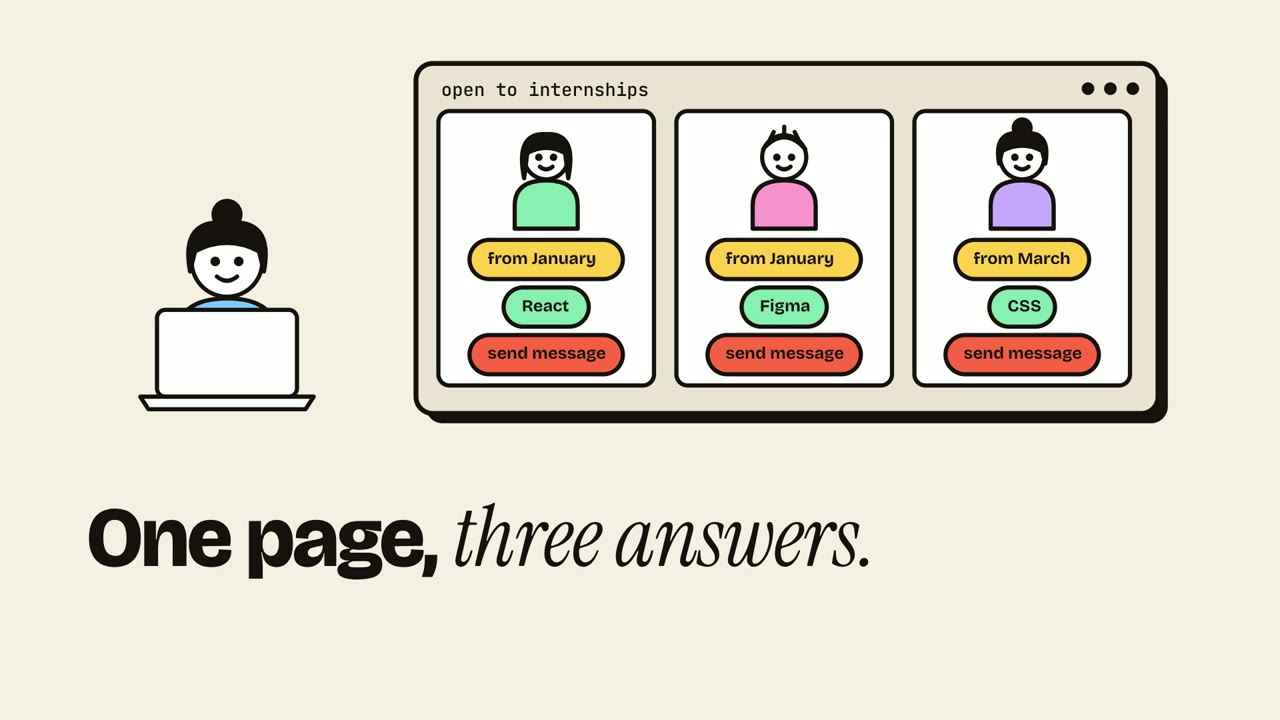 open to internships
from January
React
send message
from January
Figma
send message
from March
CSS
send message
One page, three answers.